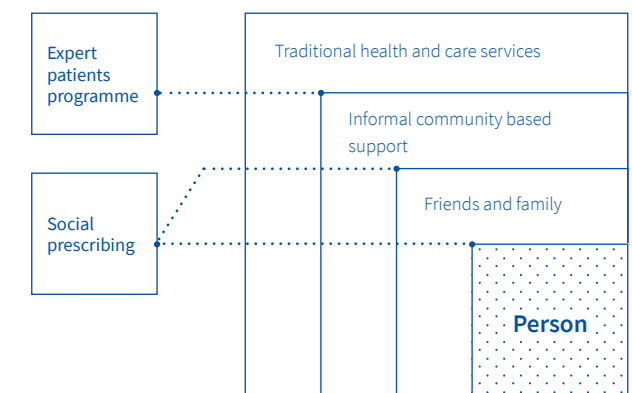 Expert
patients
programme
Traditional health and care services
Informal community based
support
Social
prescribing
Friends and family
Person